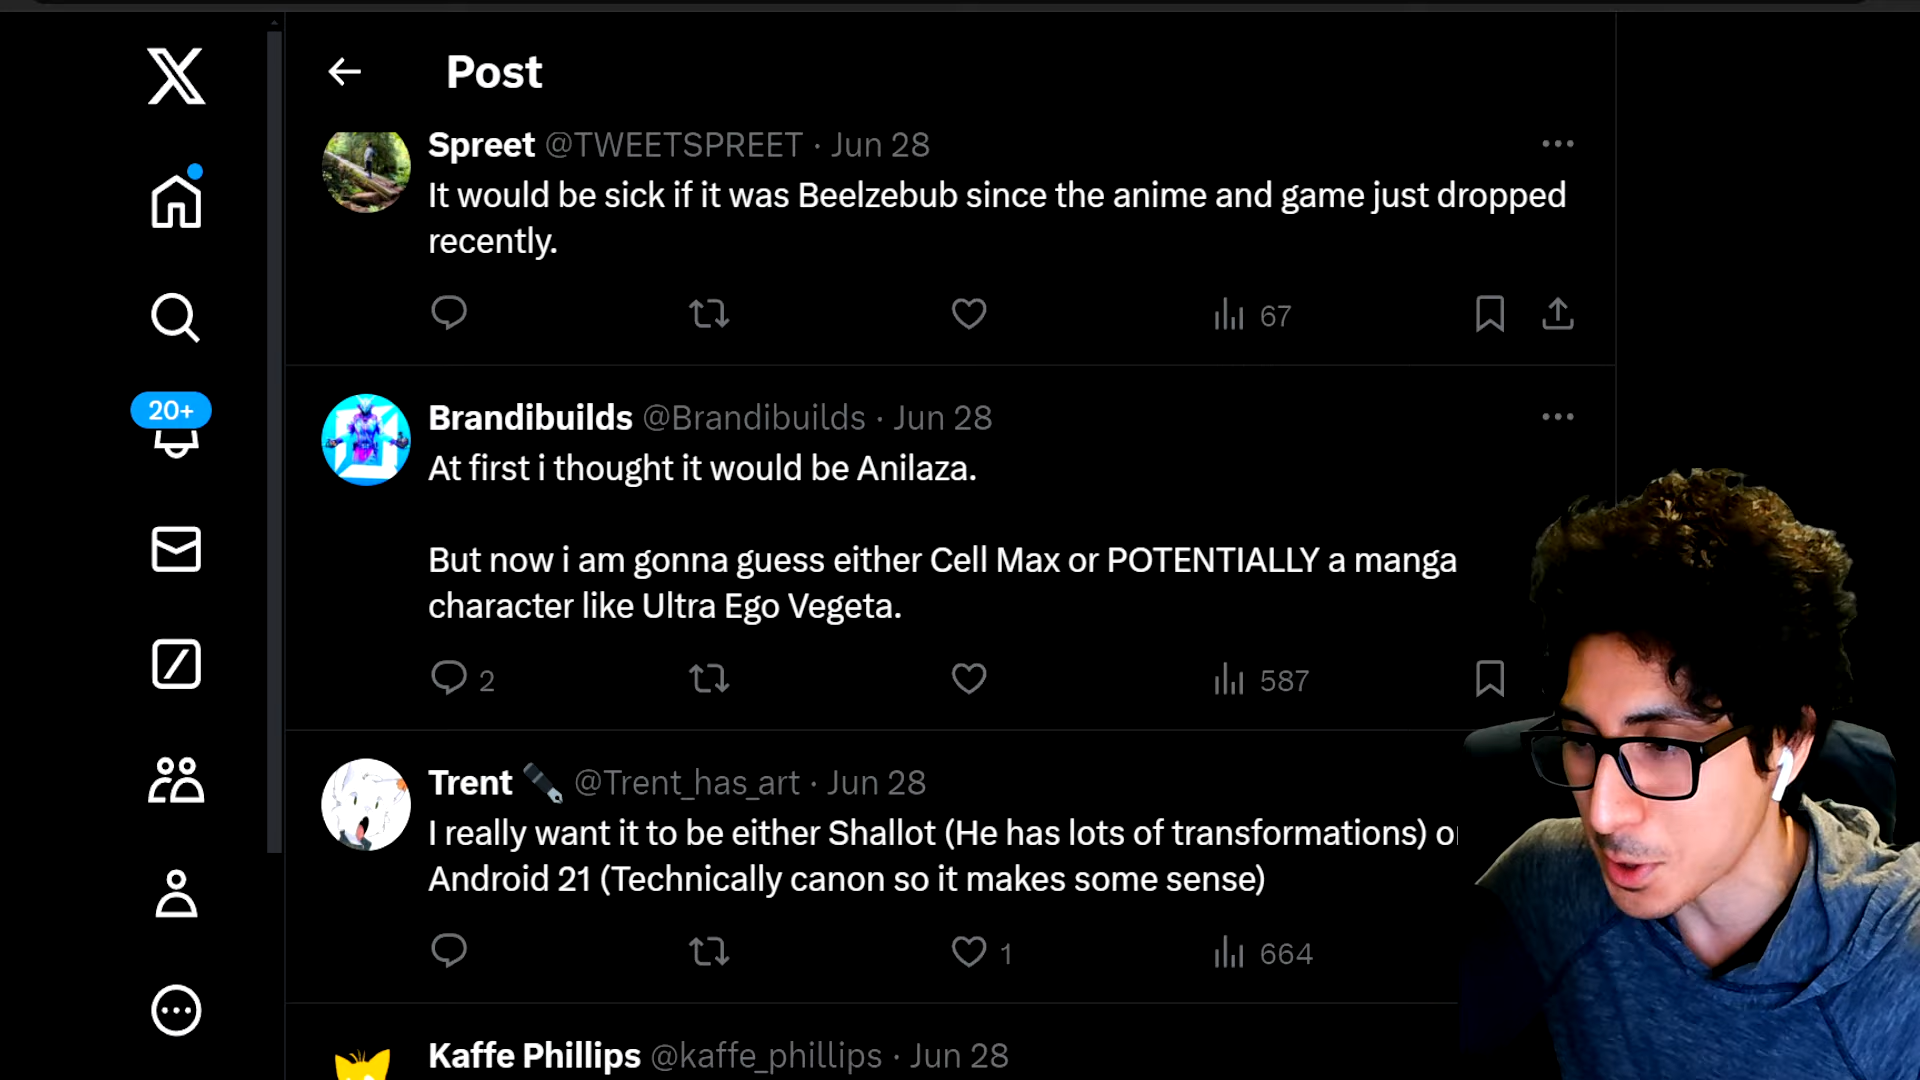 Post
Spreet @TWEETSPREET · Jun 28
It would be sick if it was Beelzebub since the anime and game just dropped
recently.
67
20+
Brandibuilds @Brandibuilds · Jun 28
At first i thought it would be Anilaza.
But now i am gonna guess either Cell Max or POTENTIALLY a manga
character like Ultra Ego Vegeta.
2 587
Trent @Trent_has_art · Jun 28
I really want it to be either Shallot (He has lots of transformations)
Android 21 (Technically canon so it makes some sense)
1 664
Kaffe Phillips @kaffe_phillips · Jun 28